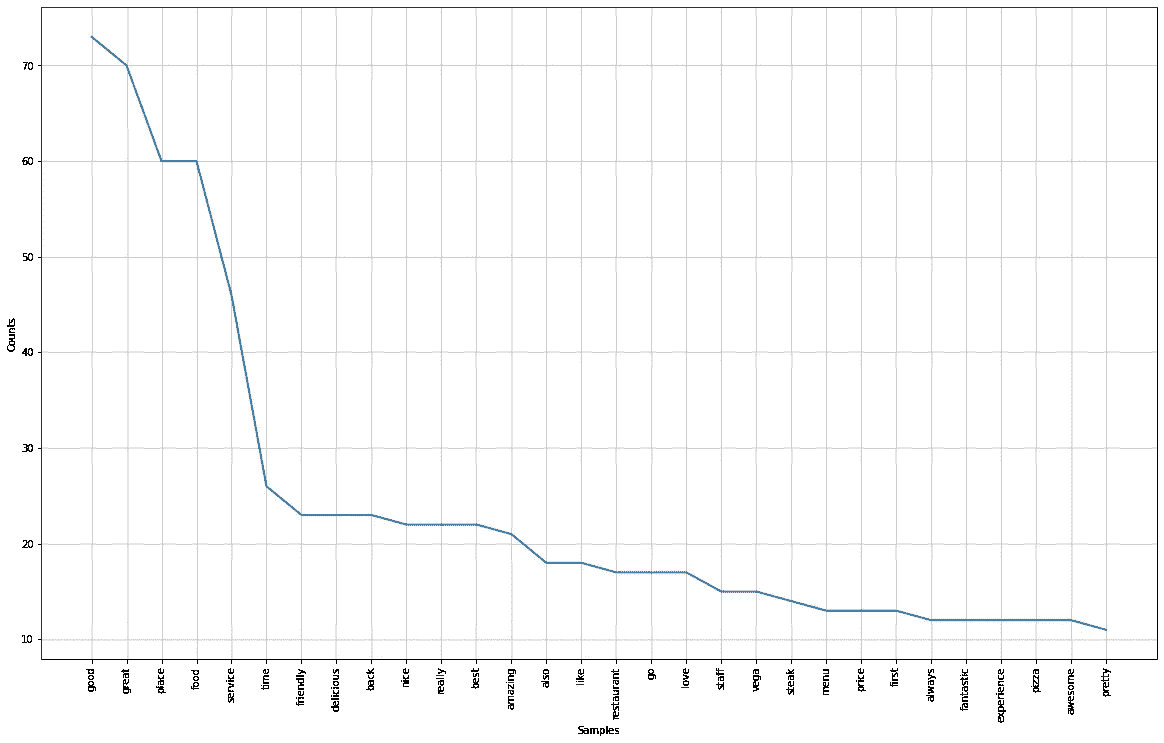 70
60
50
40
30
20
10
Counts
good
great
place
food
service
time
friendly
delicious
back
nice
really
best
amazing
also
like
restaurant
go
love
staff
vega
steak
menu
price
first
always
fantastic
experience
pizza
awesome
pretty
Samples